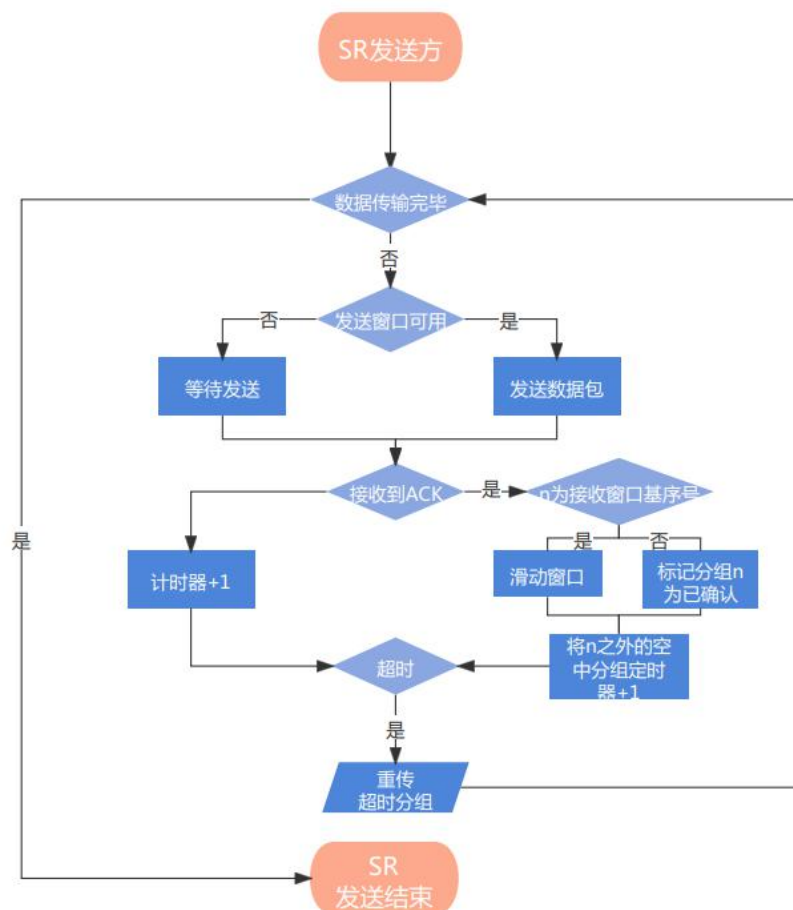 SR发送方
数据传输完毕
否
发送窗口可用
否
是
等待发送
发送数据包
接收到ACK
是
n为接收窗口基序号
是
是
否
计时器+1
滑动窗口
标记分组n
为已确认
超时
将n之外的空
中分组定时
器+1
是
重传
超时分组
SR
发送结束